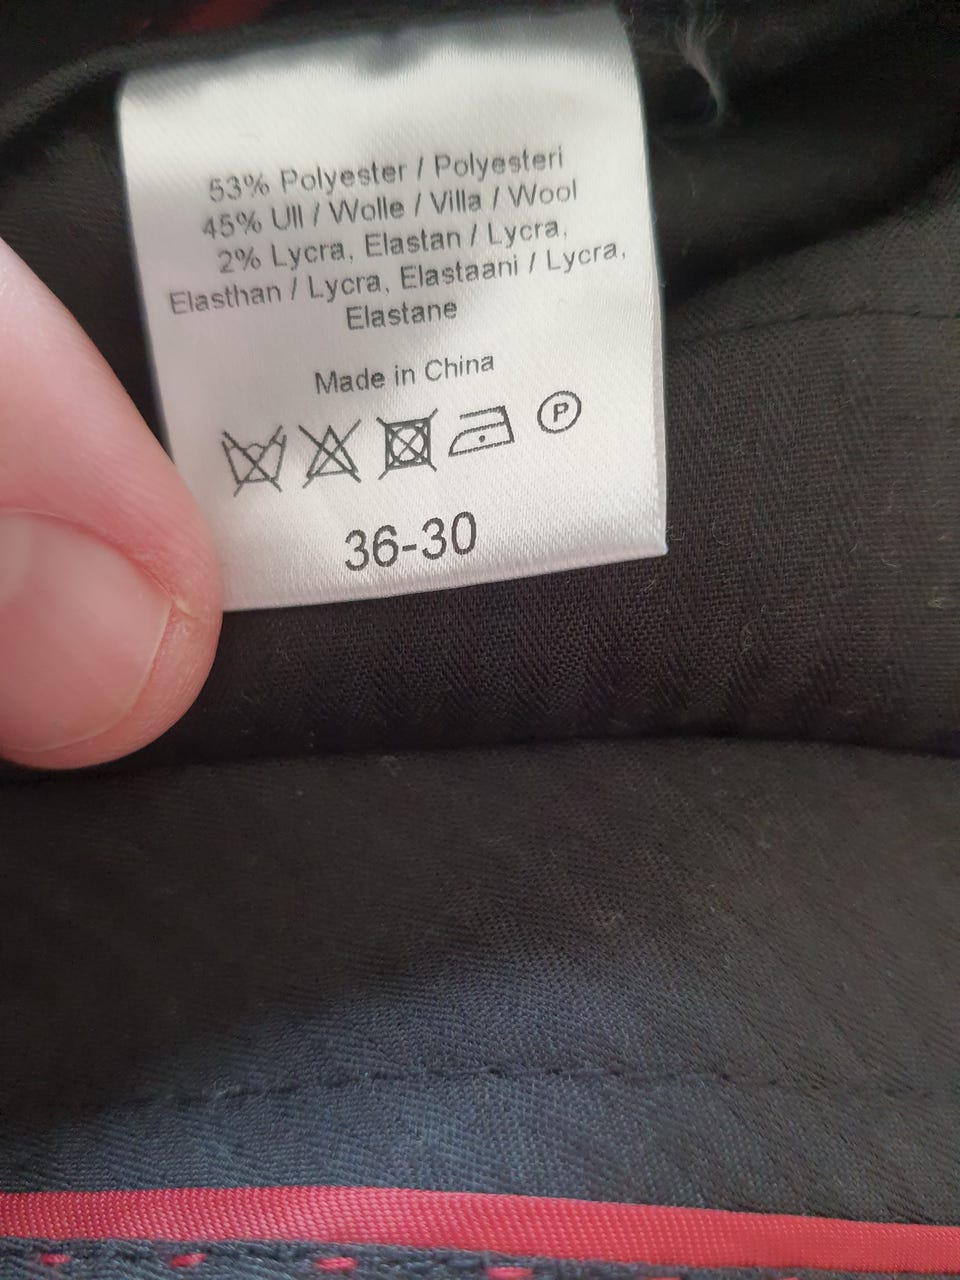 53% Polyester / Polyesteri
45% Ull / Wolle / Villa / Wool
2% Lycra, Elastan / Lycra,
Elasthan / Lycra, Elastaani / Lycra,
Elastane
Made in China
P
36-30